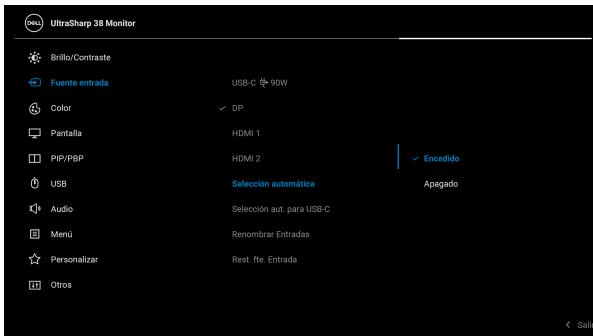 DELL
UltraSharp 38 Monitor
Brillo/Contraste
Fuente entrada
USB-C 90W
Color
DP
Pantalla
HDMI 1
PIP/PBP
HDMI 2
Encedido
USB
Selección automática
Apagado
Audio
Selección aut. para USB-C
Menú
Renombrar Entradas
Personalizar
Rest. fte. Entrada
Otros